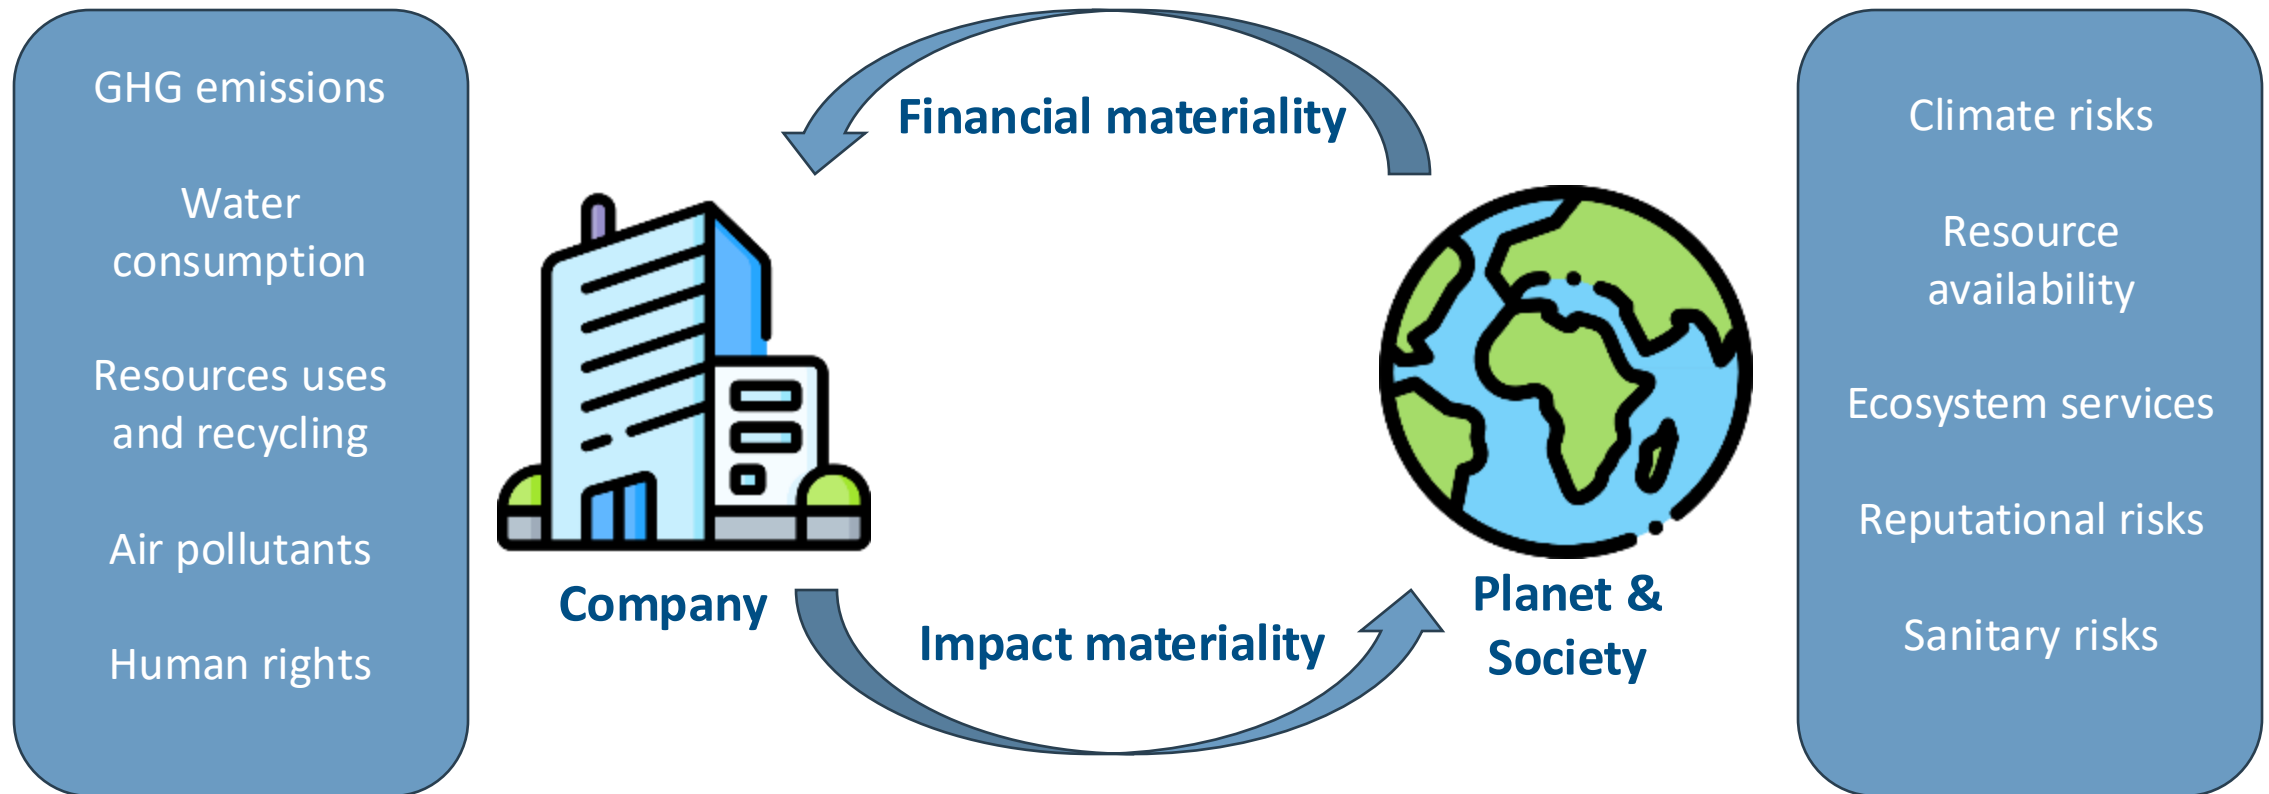 GHG emissions
Water
consumption
Resources uses
and recycling
Air pollutants
Human rights
Financial materiality
Company
Impact materiality
Planet &
Society
Climate risks
Resource
availability
Ecosystem services
Reputational risks
Sanitary risks